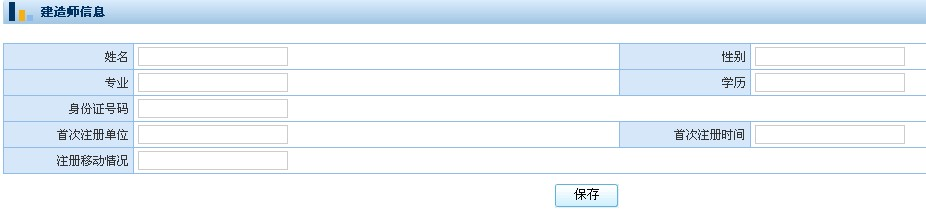 建造师信息
姓名 性别
专业 学历
身份证号码
首次注册单位 首次注册时间
注册移动情况
保存